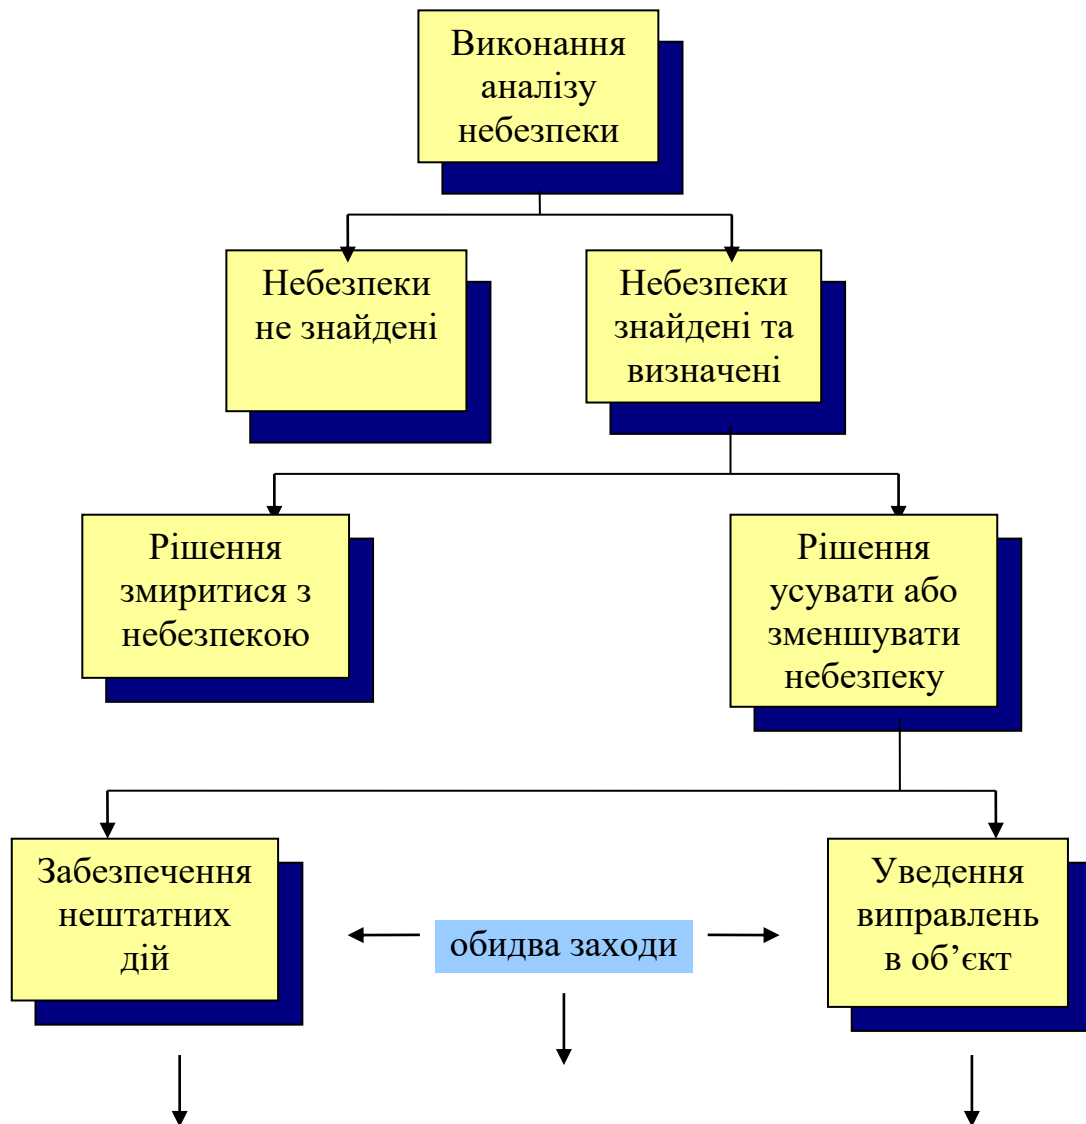 Виконання
аналізу
небезпеки
Небезпеки
не знайдені
Небезпеки
знайдені та
визначені
Рішення
змиритися з
небезпекою
Рішення
усувати або
зменшувати
небезпеку
Забезпечення
нештатних
дій
обидва заходи
Уведення
виправлень
в об’єкт